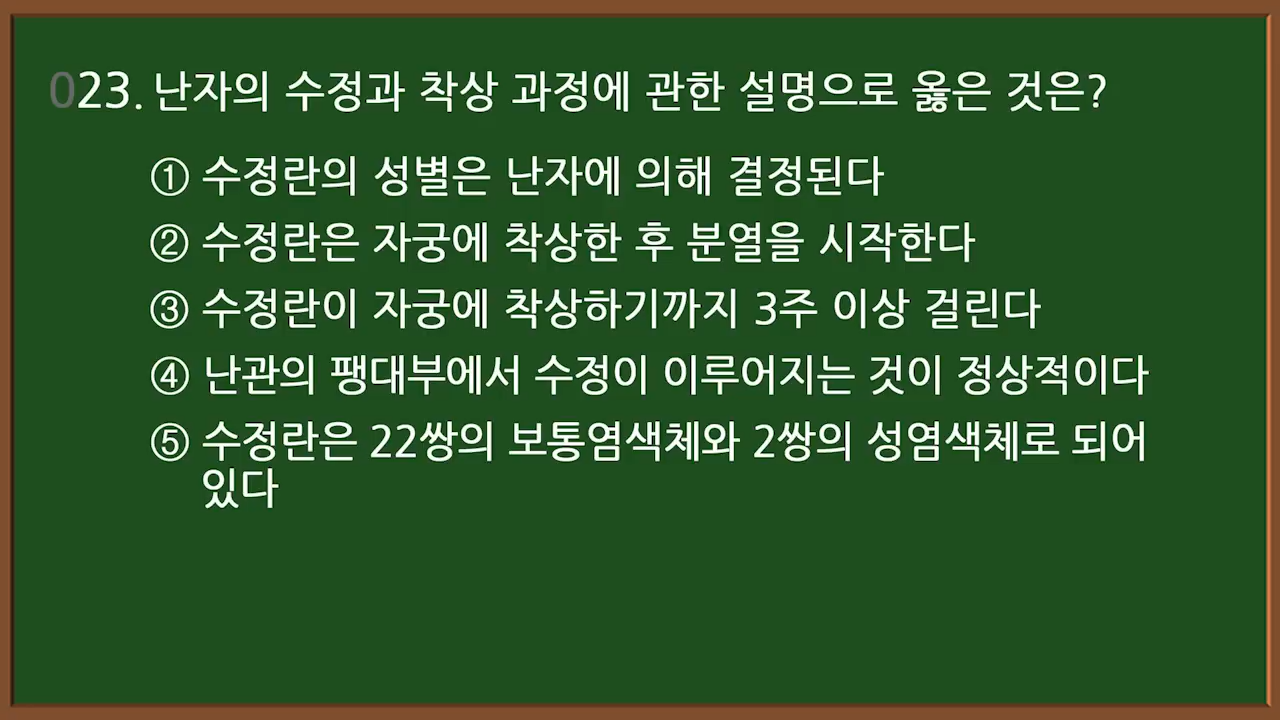 023. 난자의 수정과 착상 과정에 관한 설명으로 옳은 것은?
① 수정란의 성별은 난자에 의해 결정된다
② 수정란은 자궁에 착상한 후 분열을 시작한다
③ 수정란이 자궁에 착상하기까지 3주 이상 걸린다
④ 난관의 팽대부에서 수정이 이루어지는 것이 정상적이다
⑤ 수정란은 22쌍의 보통염색체와 2쌍의 성염색체로 되어
있다